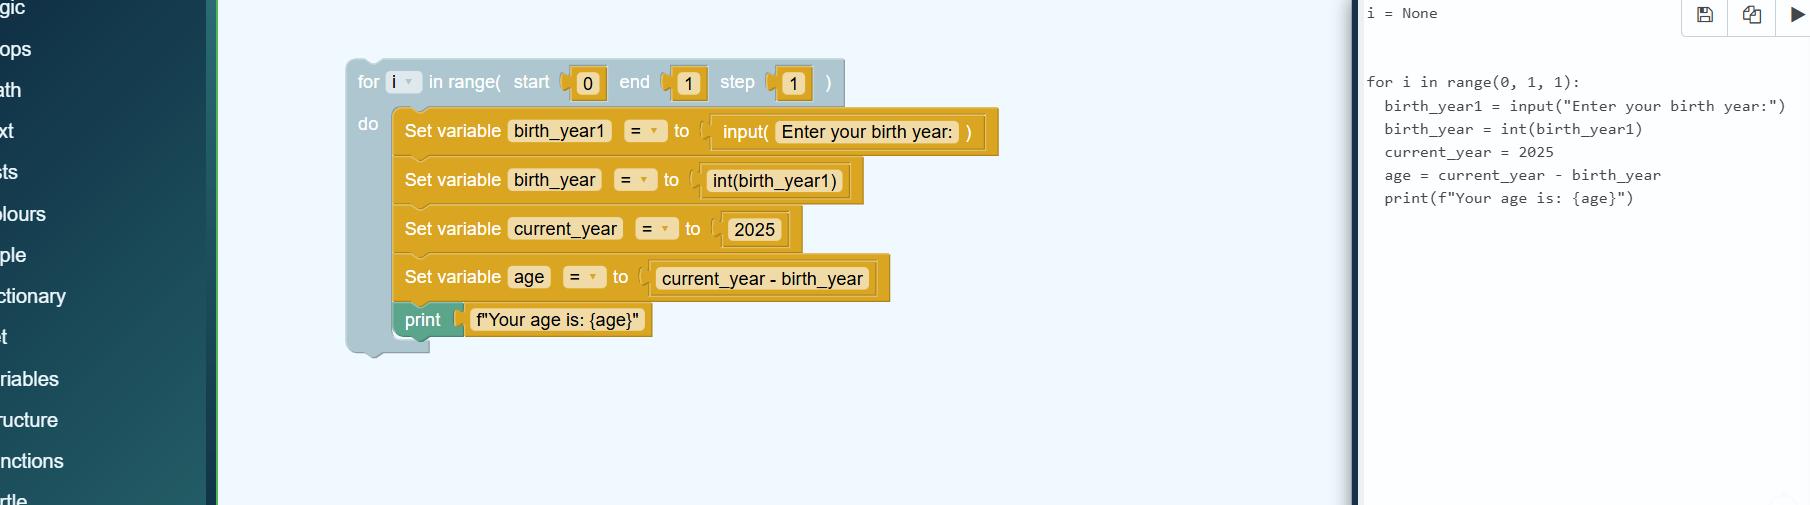 gic
ops
ath
xt
sts
lours
ple
ctionary
t
riables
ructure
nctions
rtle
for i in range( start 0 end 1 step 1 )
do
Set variable birth_year1 = to input( Enter your birth year: )
Set variable birth_year = to int(birth_year1)
Set variable current_year = to 2025
Set variable age = to current_year - birth_year
print f"Your age is: {age}"
i = None
for i in range(0, 1, 1):
birth_year1 = input("Enter your birth year:")
birth_year = int(birth_year1)
current_year = 2025
age = current_year - birth_year
print(f"Your age is: {age}")